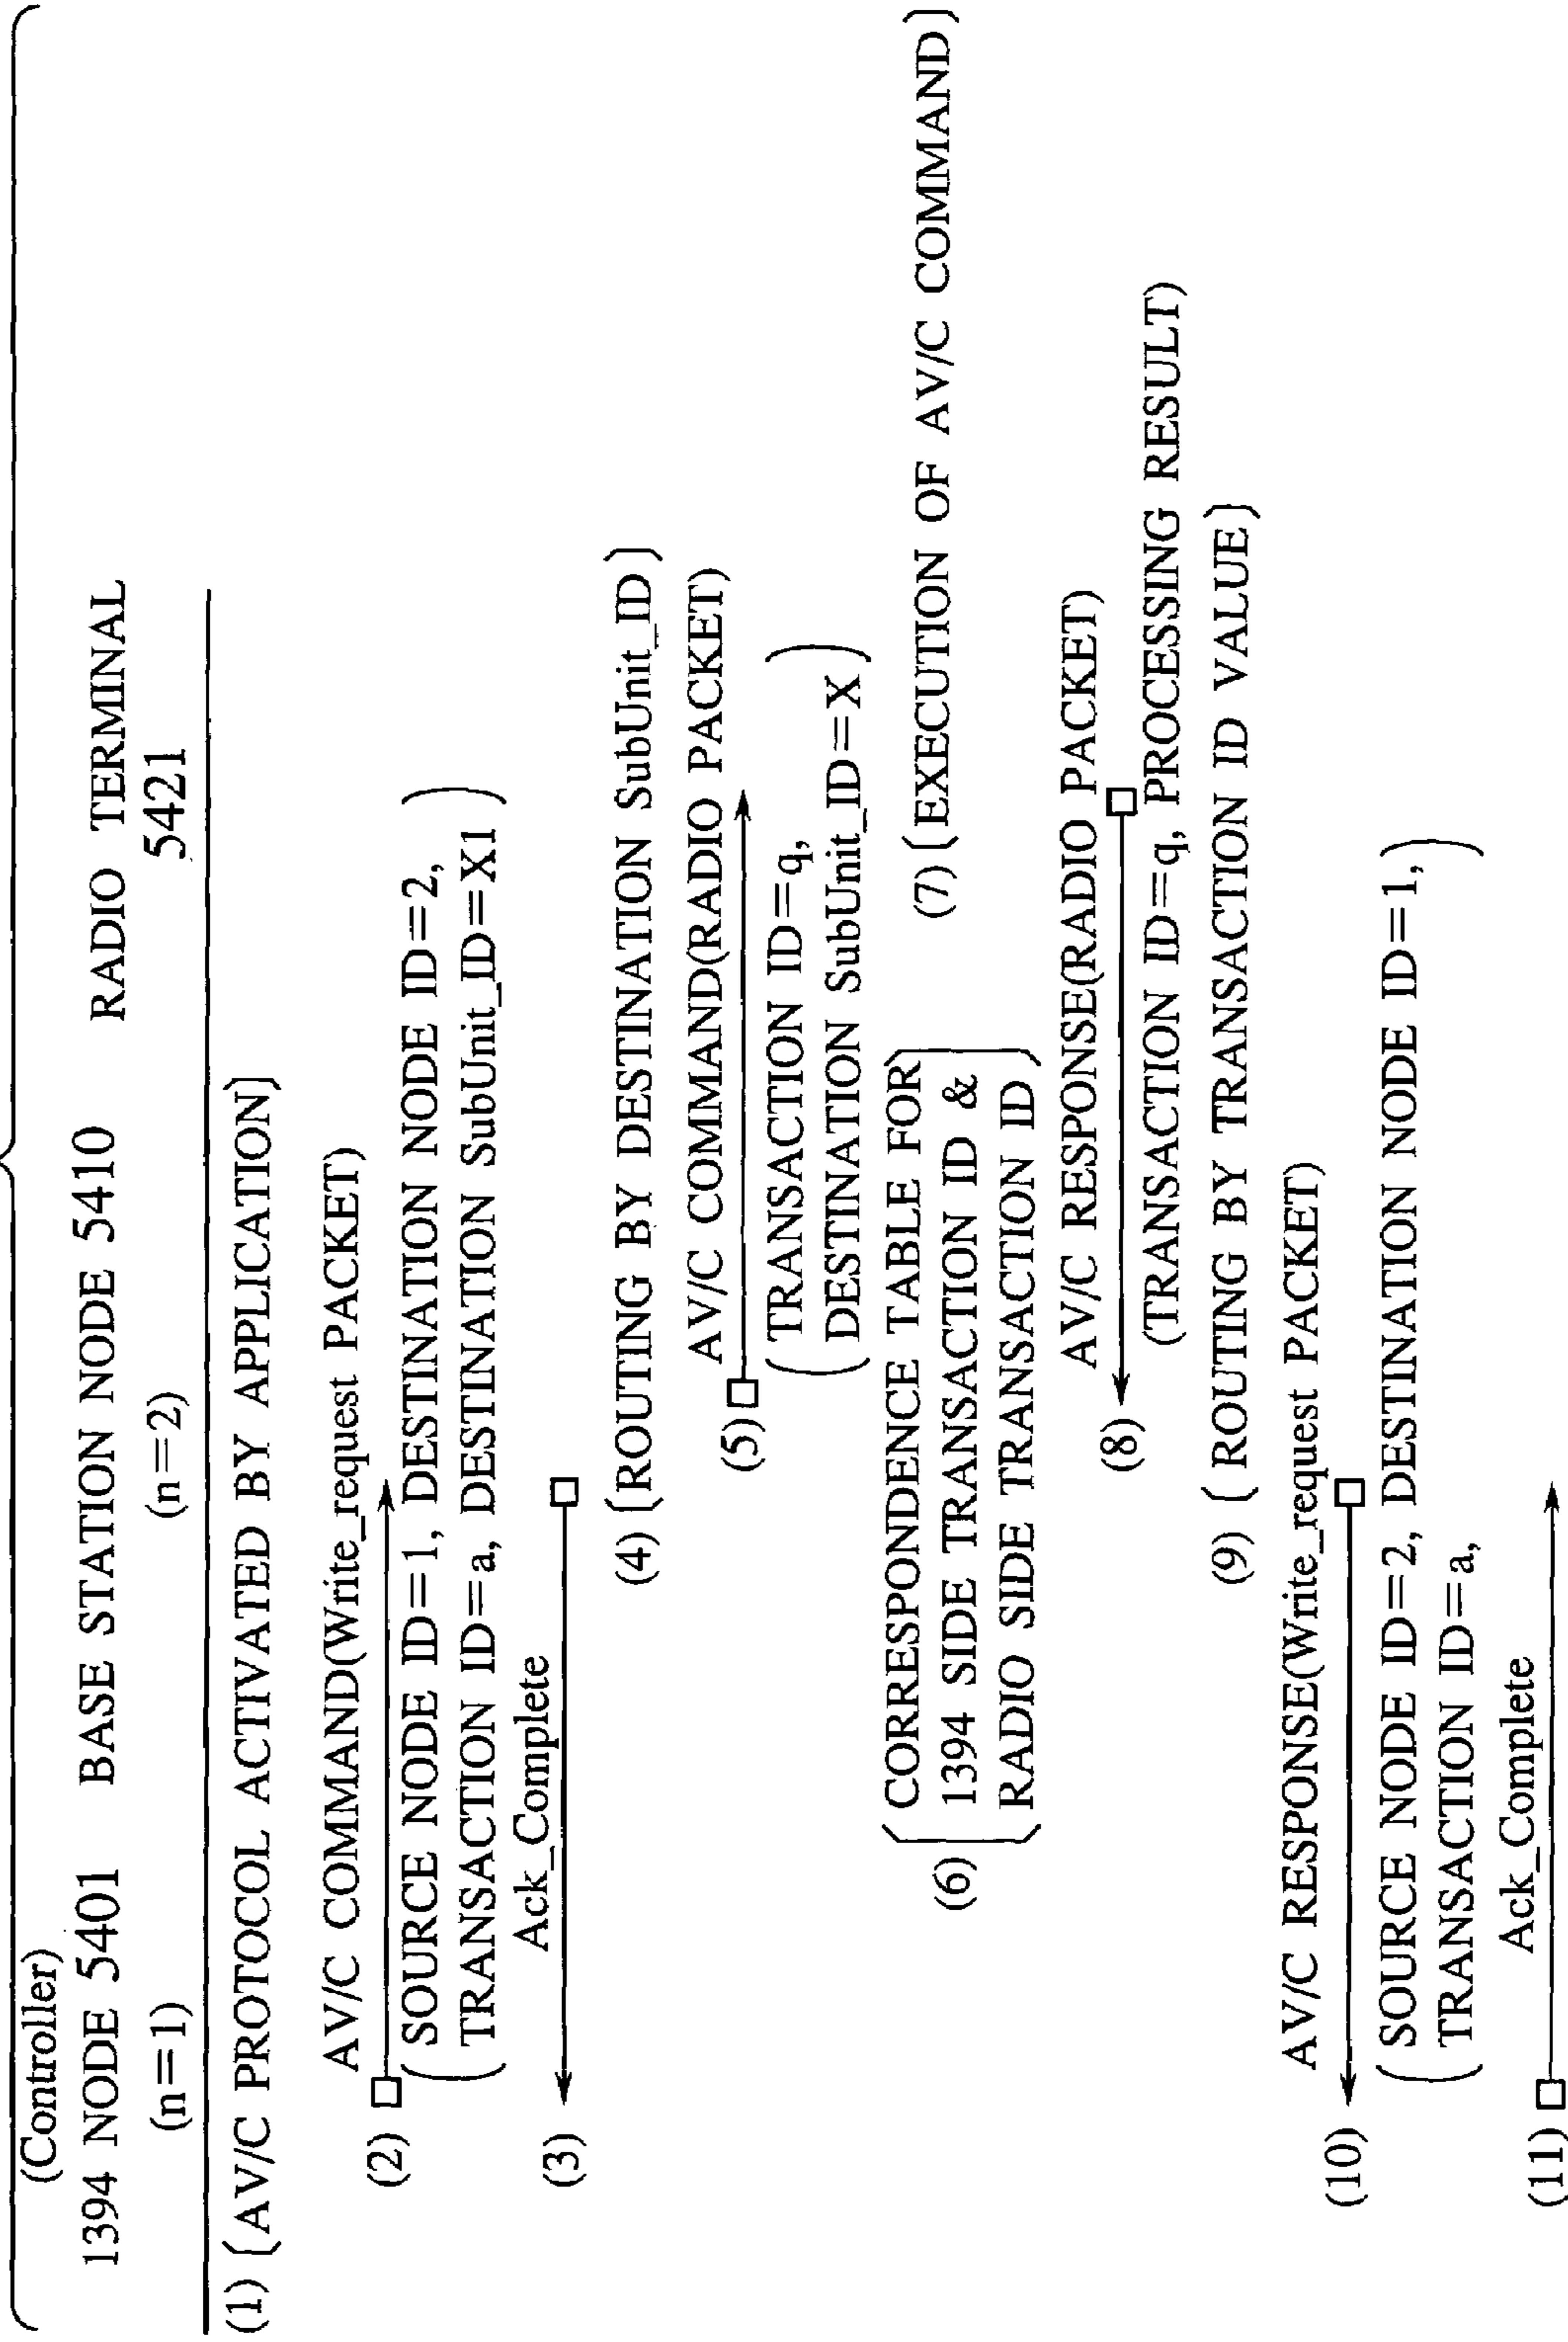 (Controller)
1394 NODE 5401 BASE STATION NODE 5410 RADIO TERMINAL
(n=1) (n=2) 5421
(1) [AV/C PROTOCOL ACTIVATED BY APPLICATION]
AV/C COMMAND(Write_request PACKET)
(2)
(SOURCE NODE ID=1, DESTINATION NODE ID=2,
TRANSACTION ID=a, DESTINATION SubUnit_ID=X1)
Ack_Complete
(3)
(4) [ROUTING BY DESTINATION SubUnit_ID]
AV/C COMMAND(RADIO PACKET)
(5)
(TRANSACTION ID=q,
DESTINATION SubUnit_ID=X)
(6) [CORRESPONDENCE TABLE FOR
1394 SIDE TRANSACTION ID &
RADIO SIDE TRANSACTION ID]
(7) [EXECUTION OF AV/C COMMAND]
AV/C RESPONSE(RADIO PACKET)
(8)
(TRANSACTION ID=q, PROCESSING RESULT)
(9) [ROUTING BY TRANSACTION ID VALUE]
AV/C RESPONSE(Write_request PACKET)
(10)
(SOURCE NODE ID=2, DESTINATION NODE ID=1,
TRANSACTION ID=a,)
Ack_Complete
(11)